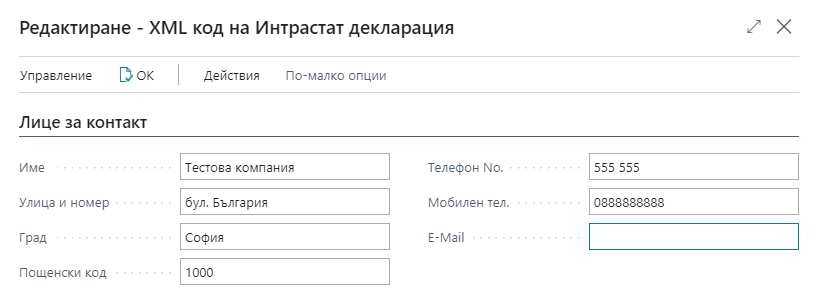 Редактиране - XML код на Интрастат декларация
Управление OK Действия По-малко опции
Лице за контакт
Име Тестова компания Телефон No. 555 555
Улица и номер бул. България Мобилен тел. 0888888888
Град София E-Mail
Пощенски код 1000